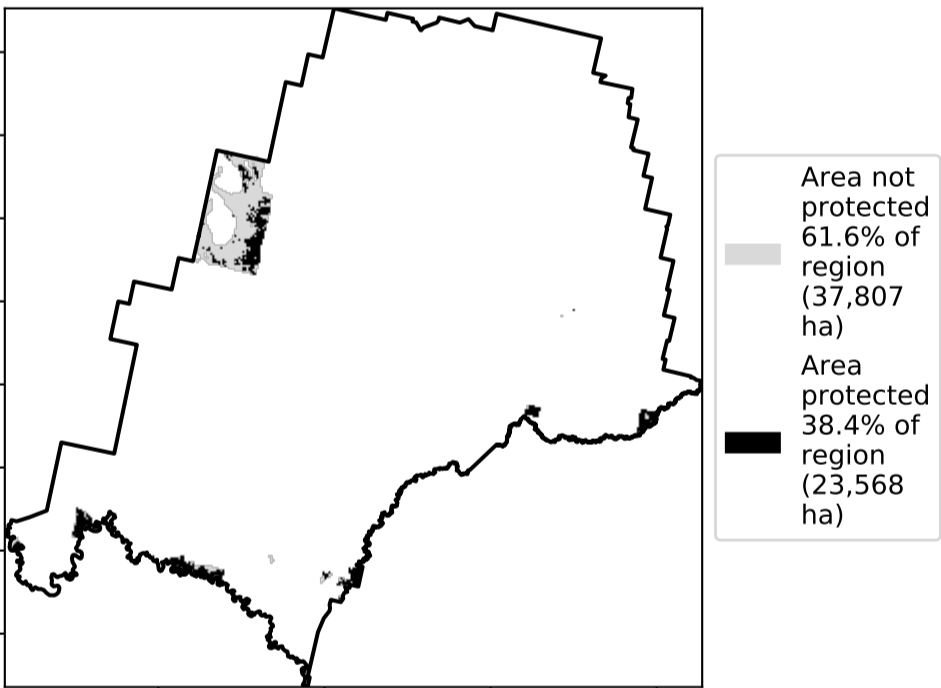 Area not
protected
61.6% of
region
(37,807
ha)
Area
protected
38.4% of
region
(23,568
ha)